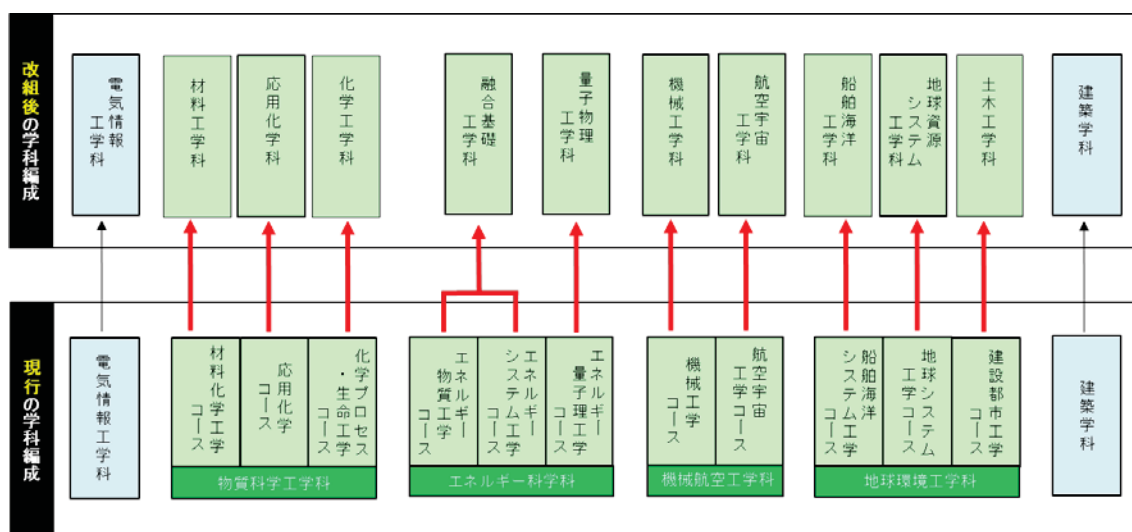 改組後の学科編成
電気情報
工学科
材料工学科
応用化学科
化学工学科
融合基礎
工学科
量子物理
工学科
機械工学科
航空宇宙
工学科
船舶海洋
工学科
地球資源
システム
工学科
土木工学科
建築学科
現行の学科編成
電気情報工学科
材料化学工学
コース
応用化学
コース
化学プロセス
・生命工学
コース
物質科学工学科
エネルギー
物質工学
コース
エネルギー
システム工学
コース
エネルギー
量子理工学
コース
エネルギー科学科
機械工学
コース
航空宇宙
工学コース
機械航空工学科
船舶海洋
システム工学
コース
地球システム
工学コース
建設都市工学
コース
地球環境工学科
建築学科